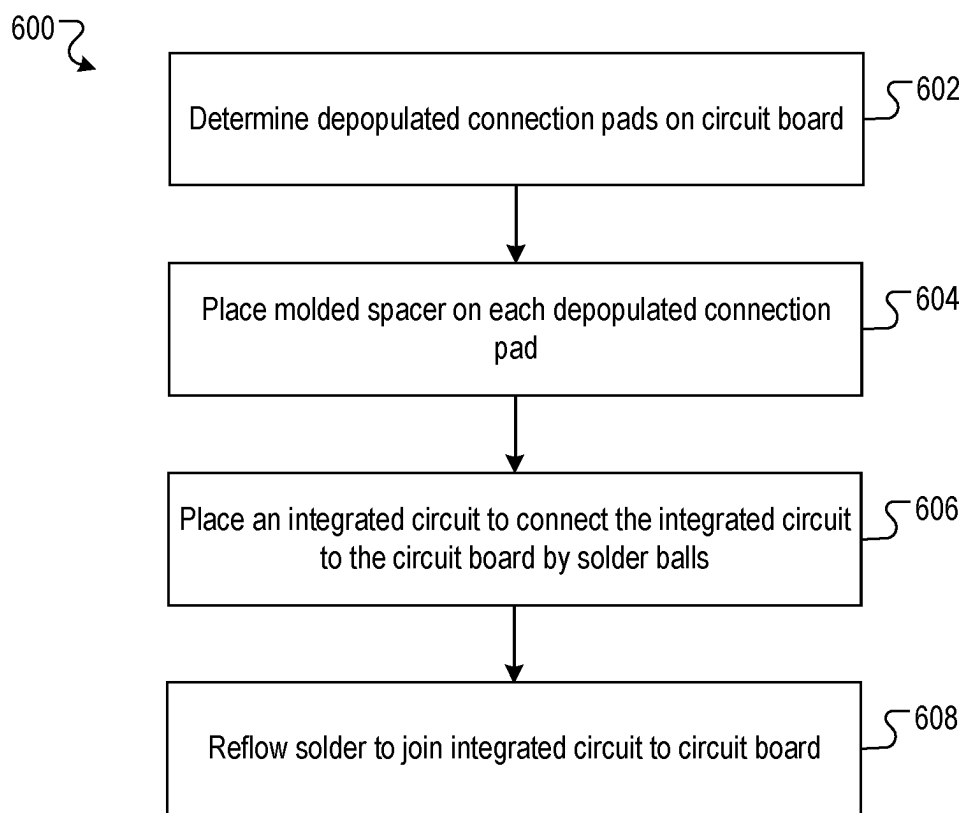 600
Determine depopulated connection pads on circuit board
602
Place molded spacer on each depopulated connection
pad
604
Place an integrated circuit to connect the integrated circuit
to the circuit board by solder balls
606
Reflow solder to join integrated circuit to circuit board
608